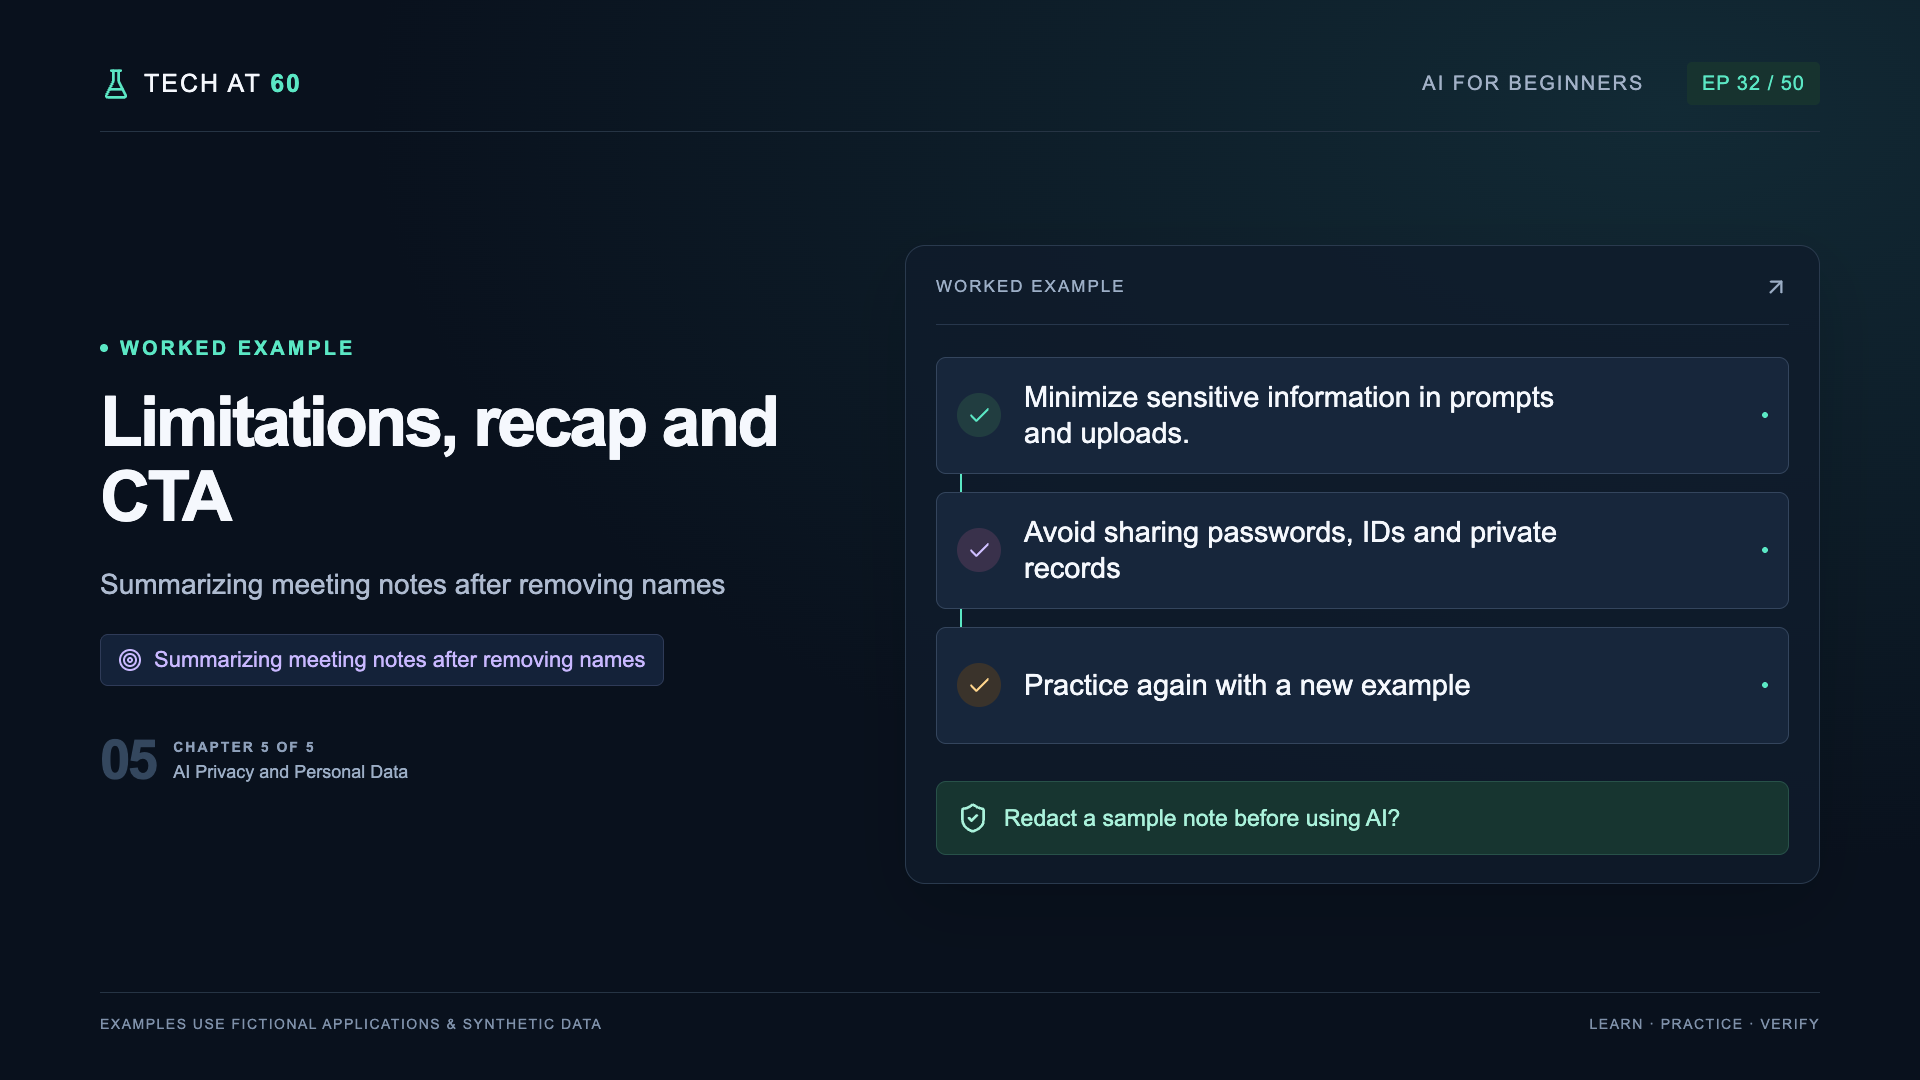 TECH AT 60
AI FOR BEGINNERS
EP 32 / 50
• WORKED EXAMPLE
Limitations, recap and
CTA
Summarizing meeting notes after removing names
Summarizing meeting notes after removing names
05
CHAPTER 5 OF 5
AI Privacy and Personal Data
WORKED EXAMPLE
Minimize sensitive information in prompts
and uploads.
Avoid sharing passwords, IDs and private
records
Practice again with a new example
Redact a sample note before using AI?
EXAMPLES USE FICTIONAL APPLICATIONS & SYNTHETIC DATA
LEARN · PRACTICE · VERIFY